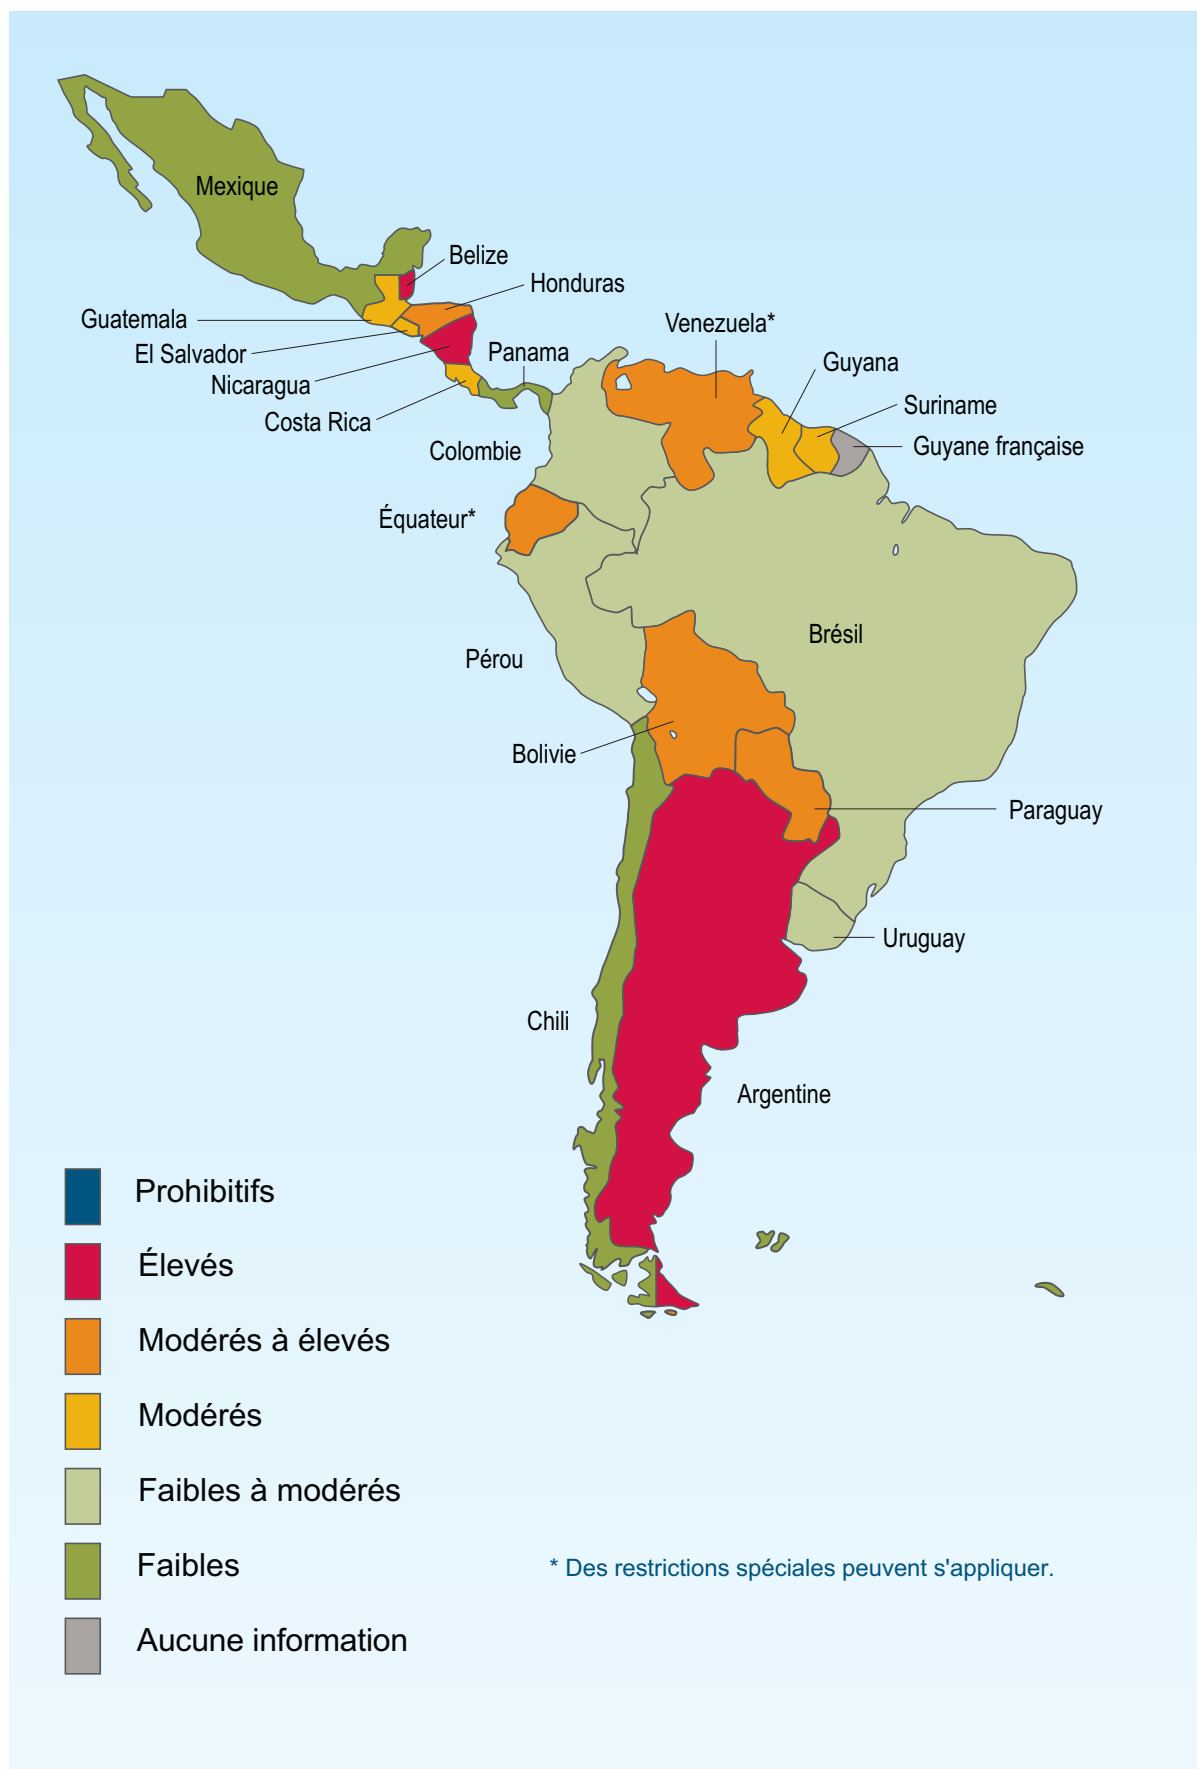 Mexique
Belize
Honduras
Guatemala
Venezuela*
El Salvador
Panama
Guyana
Nicaragua
Suriname
Costa Rica
Guyane française
Colombie
Équateur*
Brésil
Pérou
Bolivie
Paraguay
Uruguay
Chili
Argentine
Prohibitifs
Élevés
Modérés à élevés
Modérés
Faibles à modérés
Faibles
* Des restrictions spéciales peuvent s'appliquer.
Aucune information